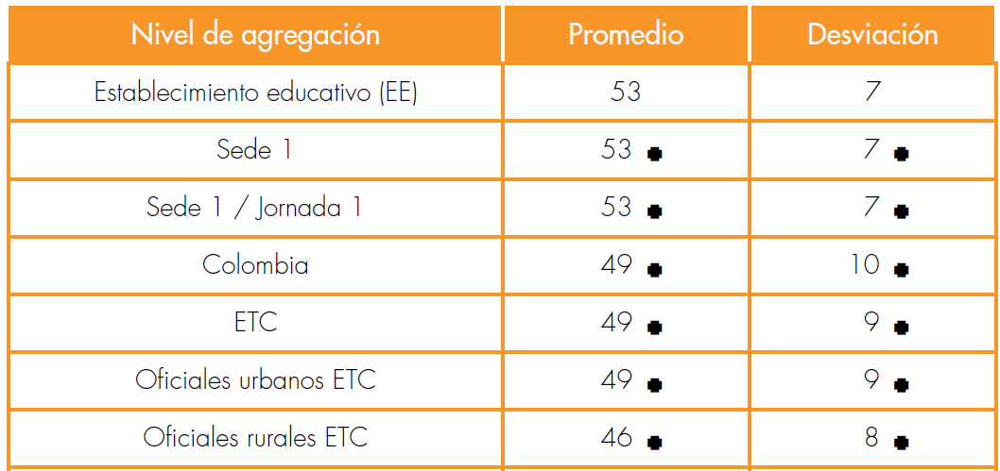 Nivel de agregación Promedio Desviación
Establecimiento educativo (EE) 53 7
Sede 1 53 7
Sede 1 / Jornada 1 53 7
Colombia 49 10
ETC 49 9
Oficiales urbanos ETC 49 9
Oficiales rurales ETC 46 8